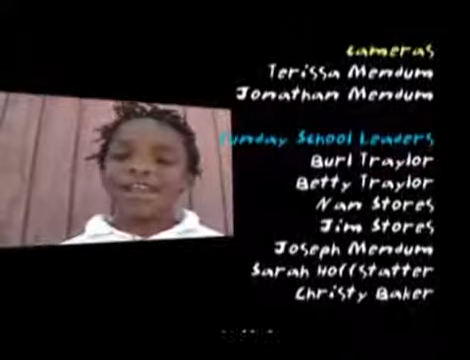 Cameras
Terissa Mendum
Jonathan Mendum
Sunday School Leaders
Burl Traylor
Betty Traylor
Nan Stores
Jim Stores
Joseph Mendum
Sarah Hoffstatter
Christy Baker